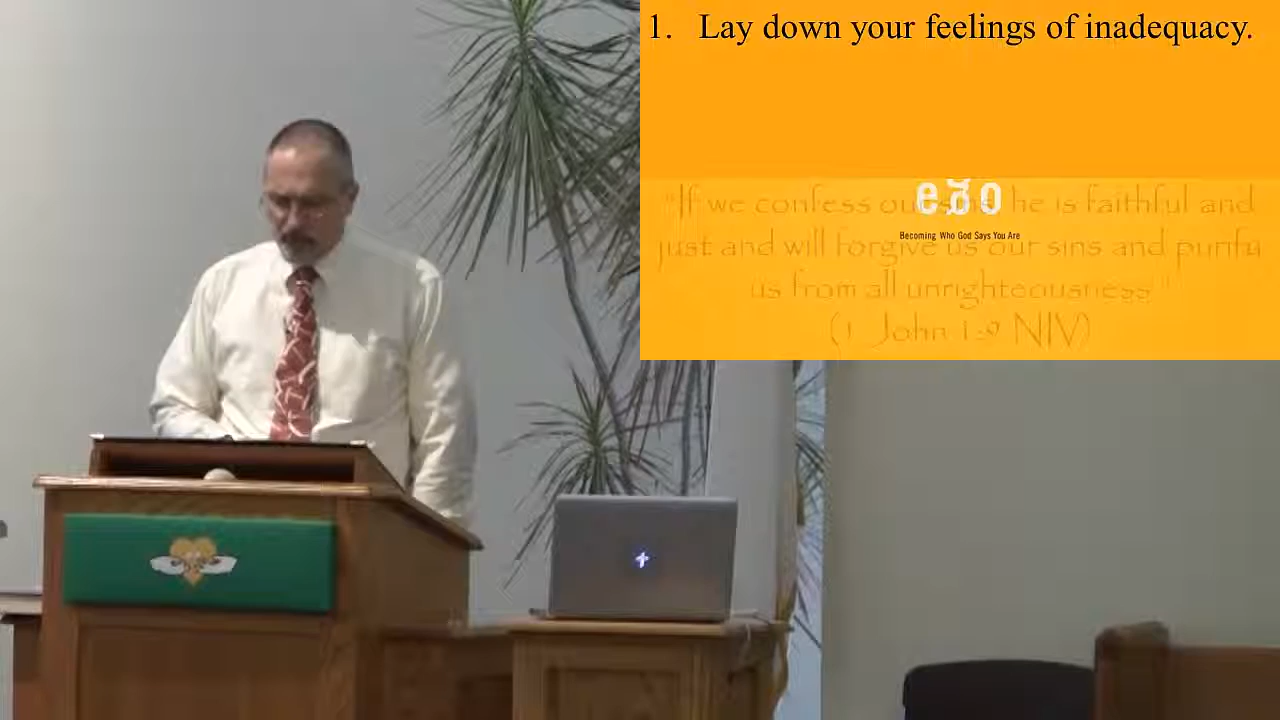 1. Lay down your feelings of inadequacy.
"If we confess our sins, he is faithful and
ego
Becoming Who God Says You Are
just and will forgive us our sins and purify
us from all unrighteousness."
(1 John 1:9 NIV)